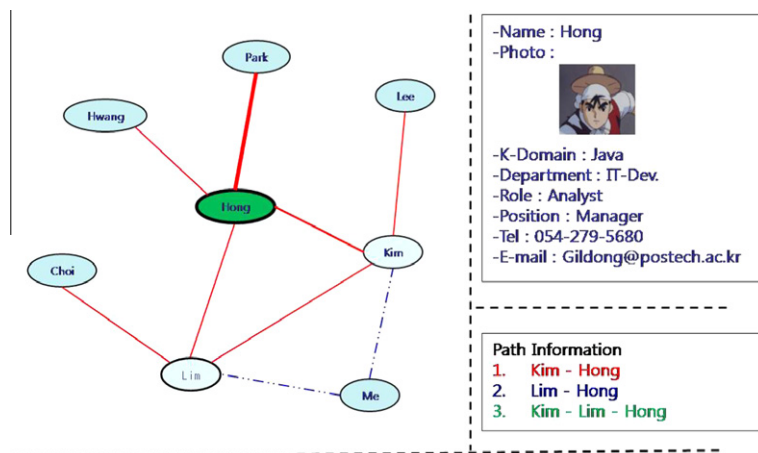 Park
Lee
Hwang
Hong
Kim
Choi
Lim
Me
-Name : Hong
-Photo :
-K-Domain : Java
-Department : IT-Dev.
-Role : Analyst
-Position : Manager
-Tel : 054-279-5680
-E-mail : Gildong@postech.ac.kr
Path Information
1. Kim - Hong
2. Lim - Hong
3. Kim - Lim - Hong